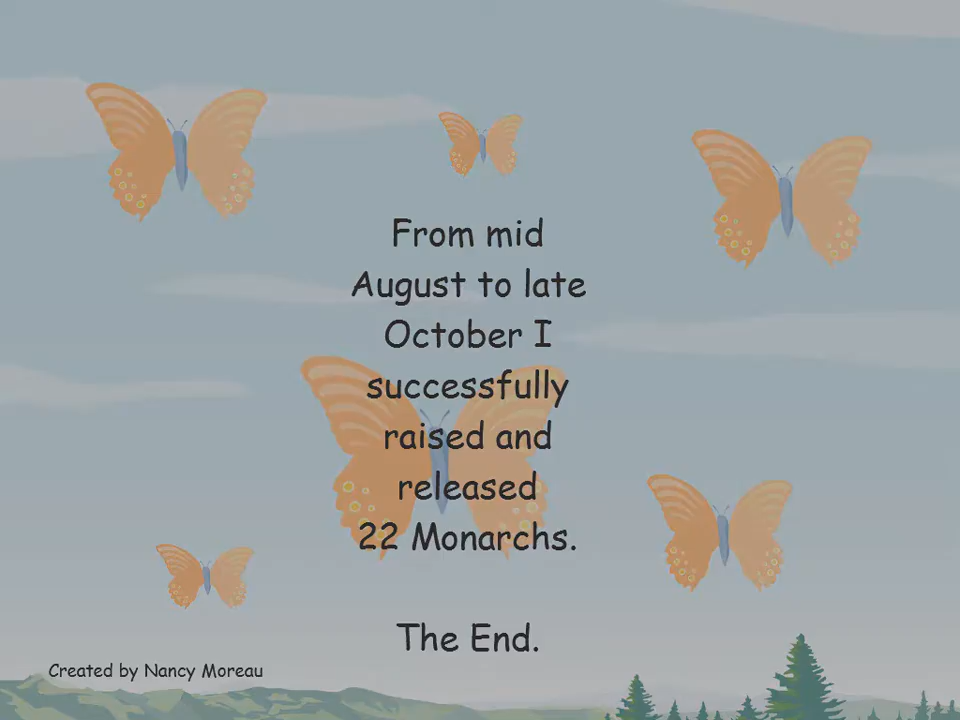 From mid
August to late
October I
successfully
raised and
released
22 Monarchs.
The End.
Created by Nancy Moreau